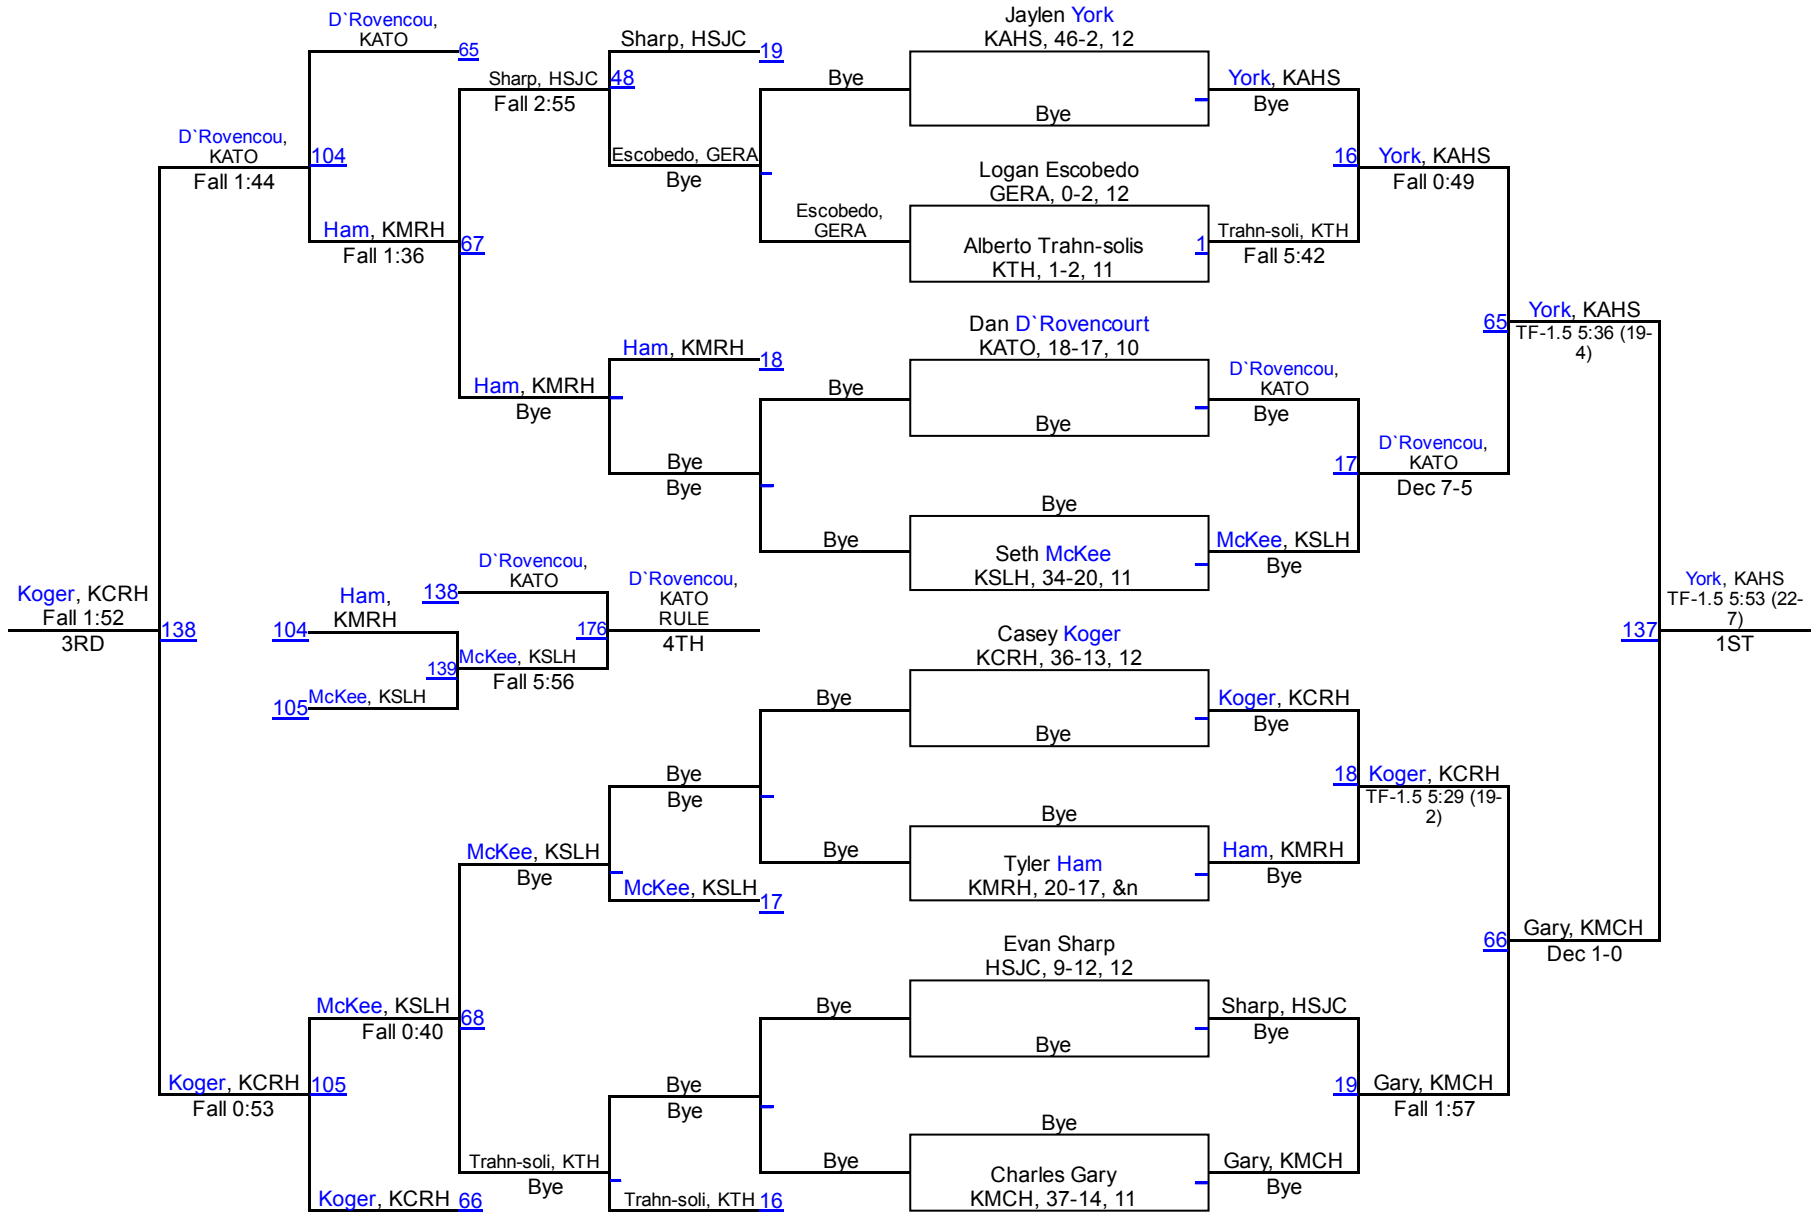 D`Rovencou,
KATO
65
Sharp, HSJC
19
Jaylen York
KAHS, 46-2, 12
Sharp, HSJC
48
Fall 2:55
Bye
Bye
York, KAHS
Bye
D`Rovencou,
KATO
104
Fall 1:44
Escobedo, GERA
Bye
Logan Escobedo
GERA, 0-2, 12
16
York, KAHS
Fall 0:49
Escobedo,
GERA
Ham, KMRH
67
Fall 1:36
Alberto Trahn-solis
KTH, 1-2, 11
1
Trahn-soli, KTH
Fall 5:42
Dan D`Rovencourt
KATO, 18-17, 10
65
York, KAHS
TF-1.5 5:36 (19-
4)
Ham, KMRH
18
Ham, KMRH
Bye
Bye
Bye
D`Rovencou,
KATO
Bye
Bye
Bye
17
D`Rovencou,
KATO
Dec 7-5
Bye
Bye
Seth McKee
KSLH, 34-20, 11
McKee, KSLH
Bye
Koger, KCRH
Fall 1:52
3RD
138
D`Rovencou,
KATO
138
Ham,
KMRH
104
D`Rovencou,
KATO
RULE
176
4TH
McKee, KSLH
139
Fall 5:56
McKee, KSLH
105
Casey Koger
KCRH, 36-13, 12
York, KAHS
TF-1.5 5:53 (22-
7)
137
1ST
Bye
Bye
Koger, KCRH
Bye
Bye
Bye
18
Koger, KCRH
TF-1.5 5:29 (19-
2)
Bye
McKee, KSLH
Bye
Bye
Tyler Ham
KMRH, 20-17, &n
Ham, KMRH
Bye
McKee, KSLH
17
Evan Sharp
HSJC, 9-12, 12
66
Gary, KMCH
Dec 1-0
McKee, KSLH
68
Fall 0:40
Bye
Bye
Sharp, HSJC
Bye
Koger, KCRH
105
Fall 0:53
Bye
Bye
19
Gary, KMCH
Fall 1:57
Bye
Trahn-soli, KTH
Bye
Bye
Charles Gary
KMCH, 37-14, 11
Gary, KMCH
Bye
Koger, KCRH
66
Trahn-soli, KTH
16